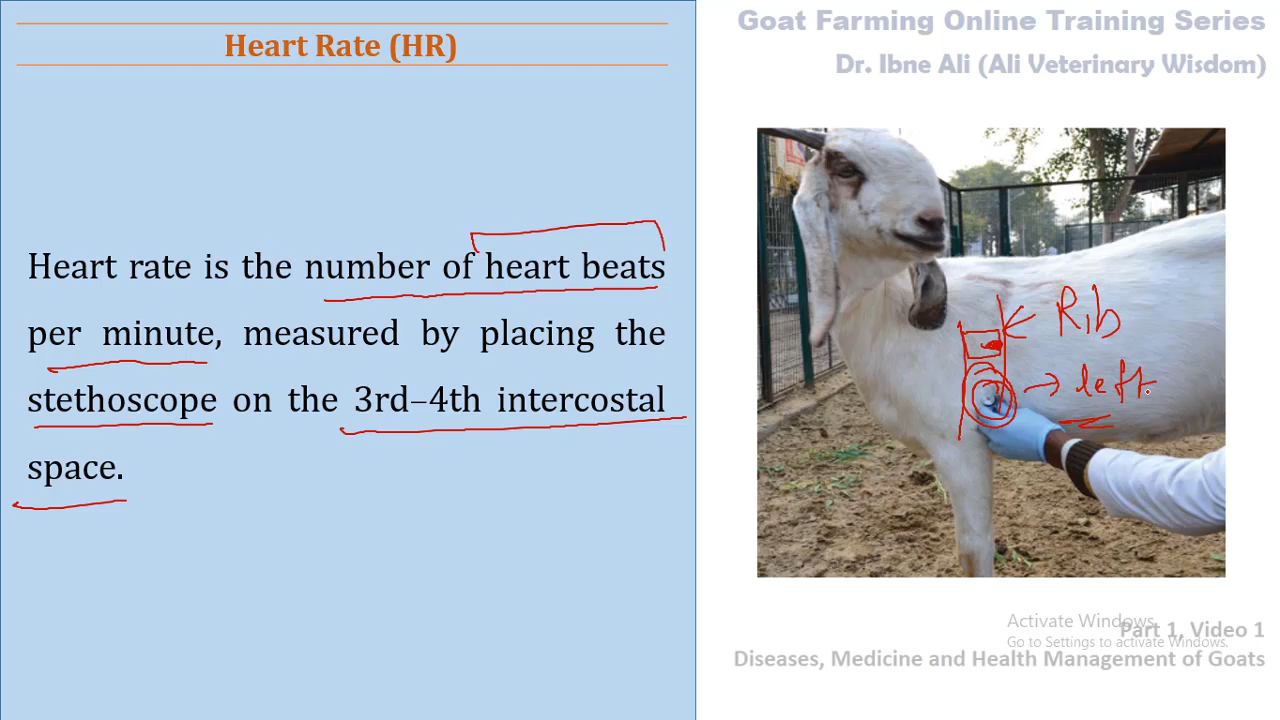 Heart Rate (HR)
Heart rate is the number of heart beats
per minute, measured by placing the
stethoscope on the 3rd–4th intercostal
space.
Goat Farming Online Training Series
Dr. Ibne Ali (Ali Veterinary Wisdom)
Rib
left
Activate Windows
Go to Settings to activate Windows.
Part 1, Video 1
Diseases, Medicine and Health Management of Goats